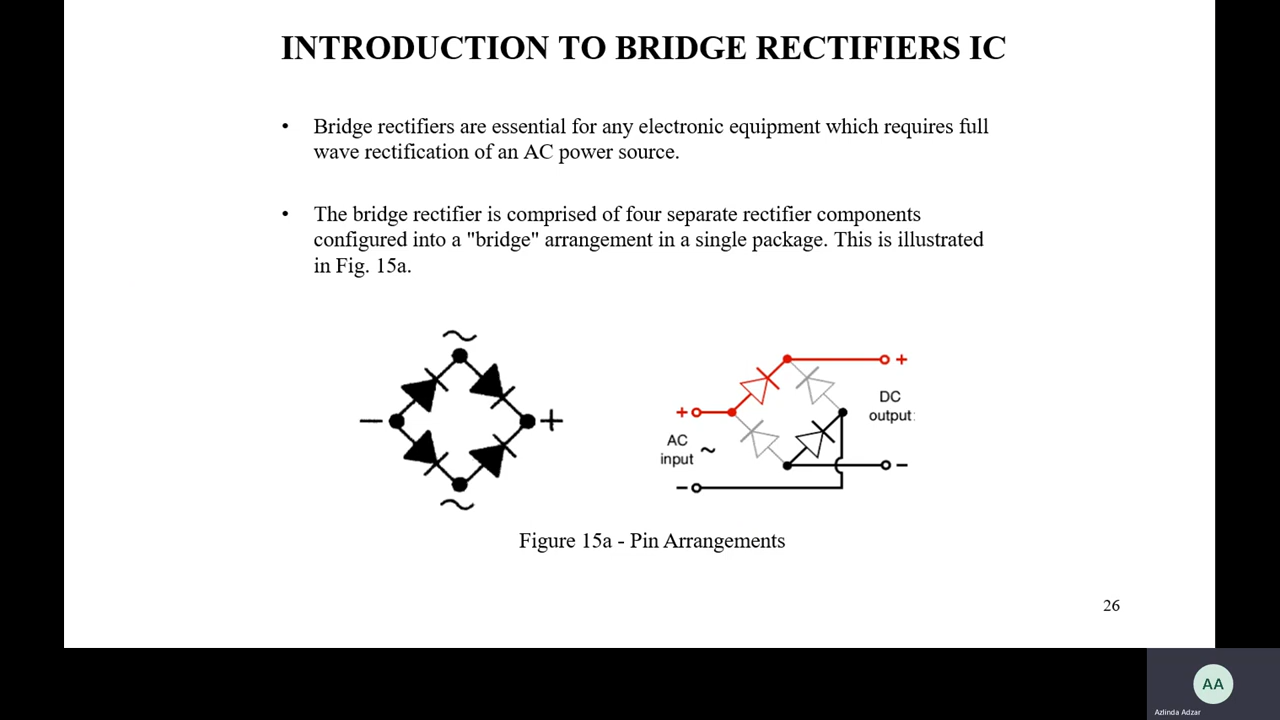 INTRODUCTION TO BRIDGE RECTIFIERS IC
• Bridge rectifiers are essential for any electronic equipment which requires full
wave rectification of an AC power source.
• The bridge rectifier is comprised of four separate rectifier components
configured into a "bridge" arrangement in a single package. This is illustrated
in Fig. 15a.
~
− +
~
+ +
DC
output:
AC
input ~
−
−
Figure 15a - Pin Arrangements
26
AA
Azlinda Adzar